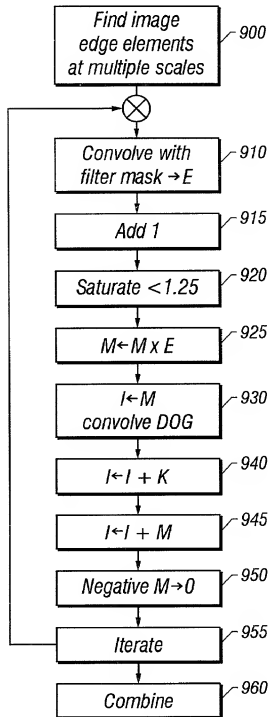 Find image
edge elements
at multiple scales
900
Convolve with
filter mask → E
910
Add 1
915
Saturate < 1.25
920
M ← M x E
925
I ← M
convolve DOG
930
I ← I + K
940
I ← I + M
945
Negative M → 0
950
Iterate
955
Combine
960